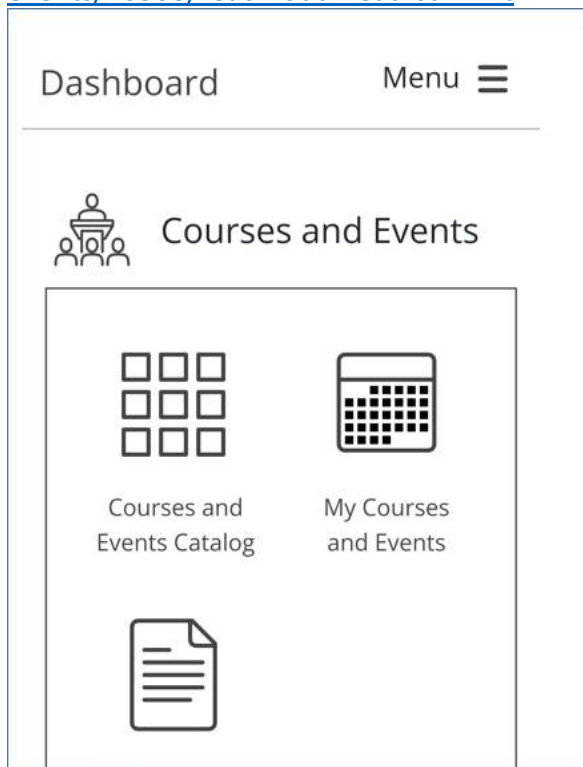 Dashboard
Menu
Courses and Events
Courses and
Events Catalog
My Courses
and Events